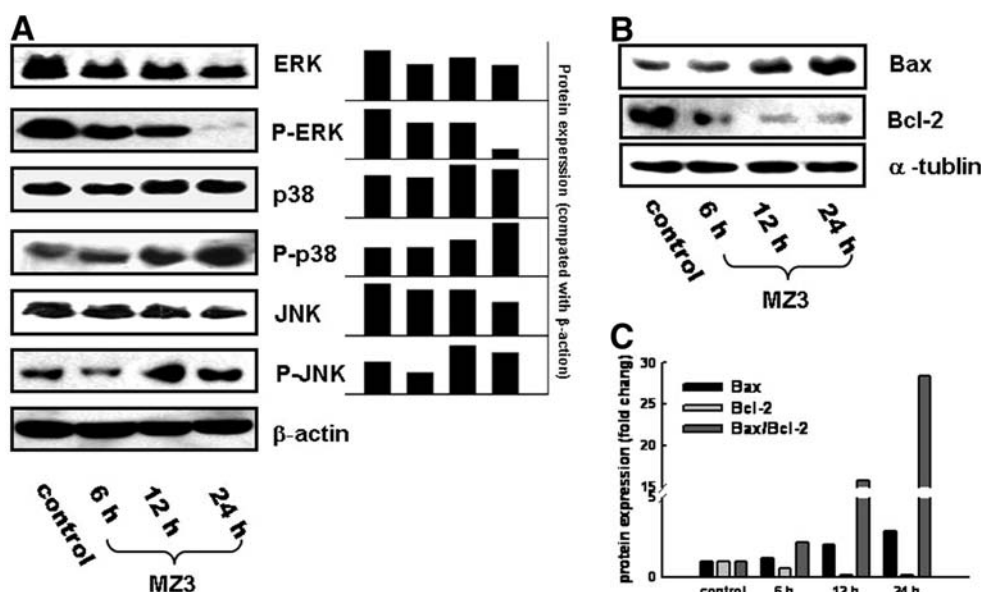 A
ERK
P-ERK
p38
P-p38
JNK
P-JNK
β-actin
control
6 h
12 h
24 h
MZ3
Protein experssion (compated with β-action)
B
Bax
Bcl-2
α -tublin
control
6 h
12 h
24 h
MZ3
C
protein expression (fold chang)
30
25
20
15
5
0
Bax
Bcl-2
Bax/Bcl-2
control
6 h
12 h
24 h